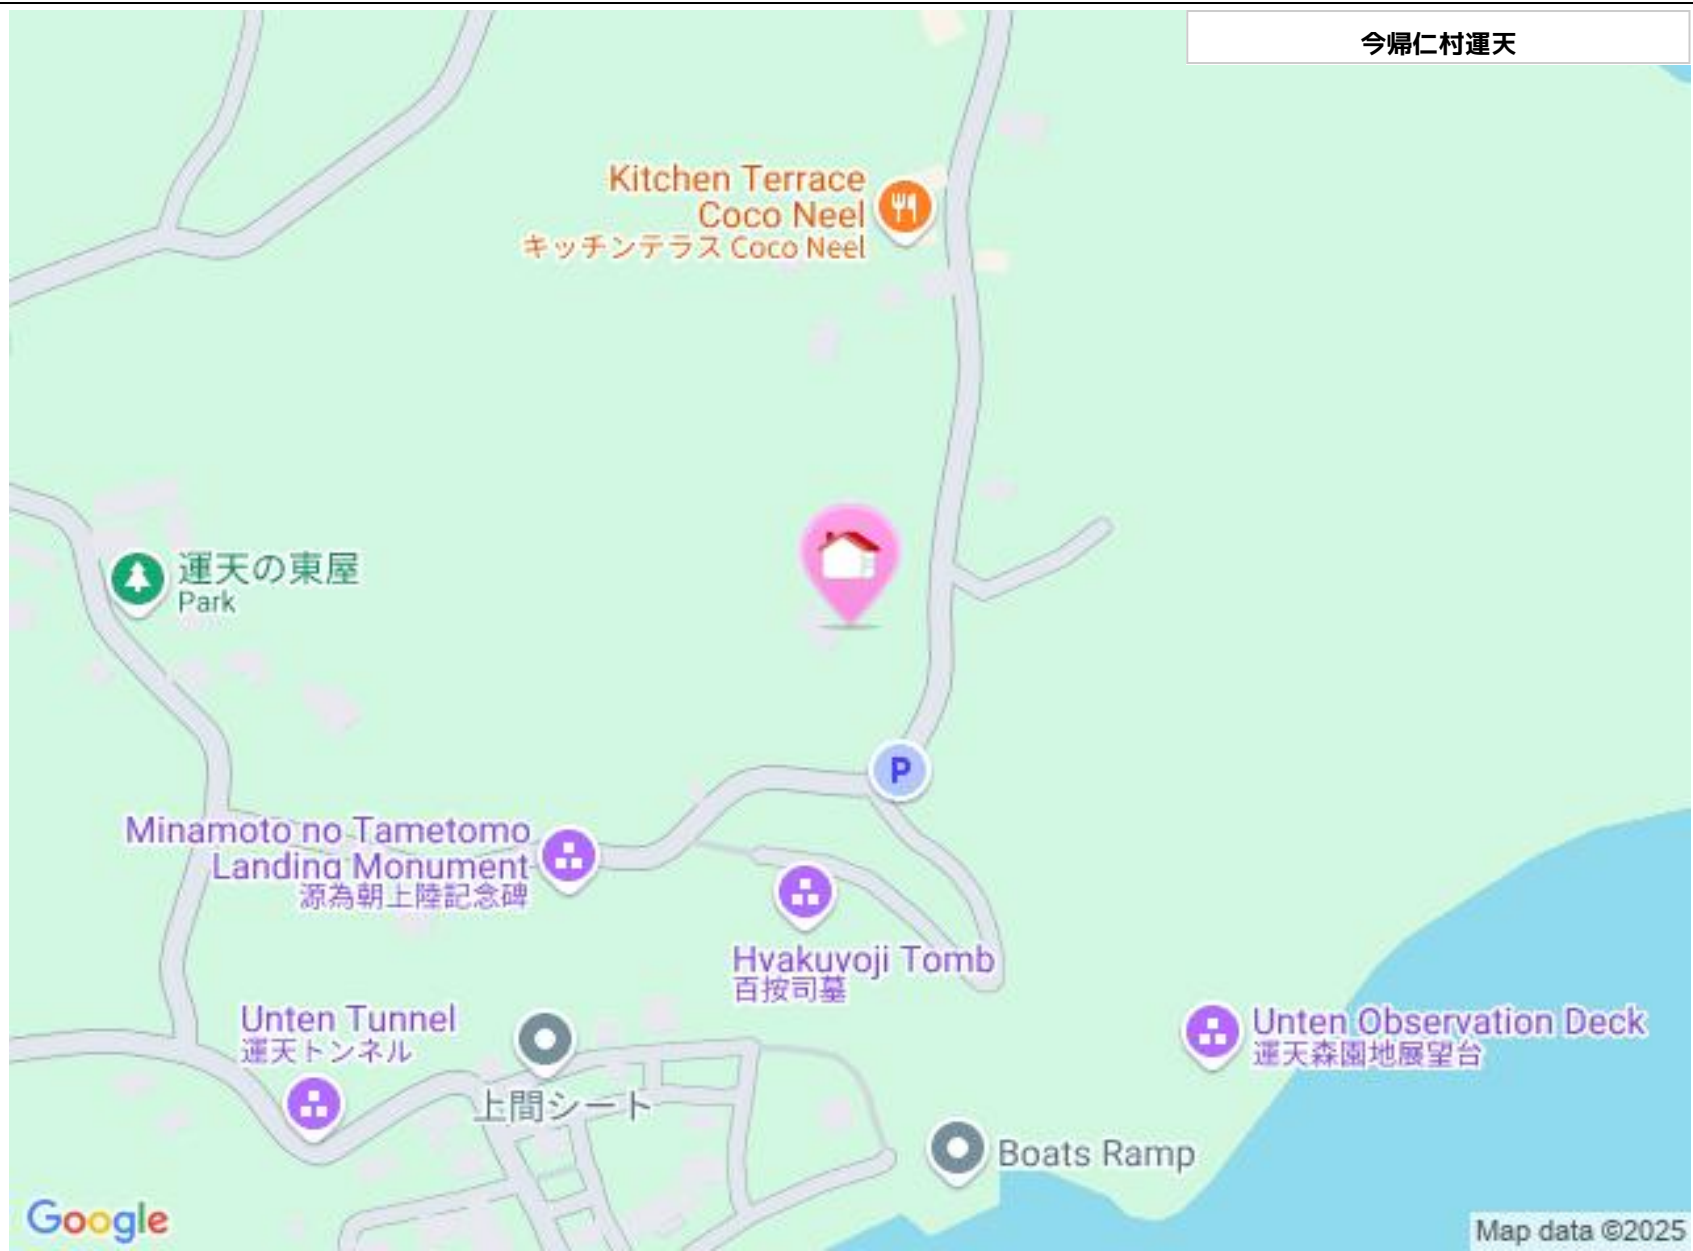 今帰仁村運天
Kitchen Terrace
Coco Neel
キッチンテラス Coco Neel
運天の東屋
Park
P
Minamoto no Tametomo
Landing Monument
源為朝上陸記念碑
Hyakuyoji Tomb
百按司墓
Unten Tunnel
運天トンネル
上間シート
Unten Observation Deck
運天森園地展望台
Boats Ramp
Google
Map data ©2025